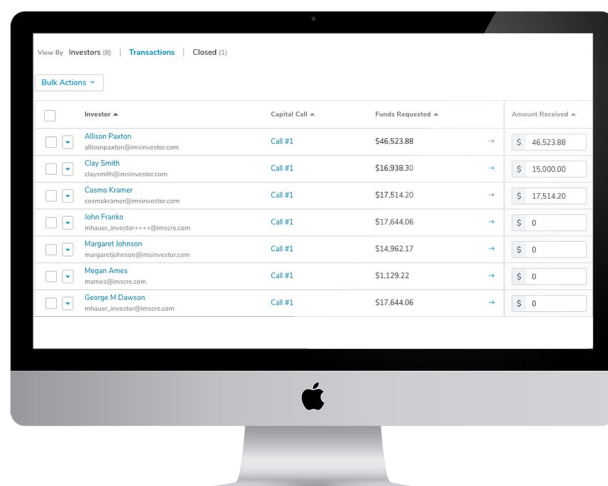 View By Investors (8) | Transactions | Closed (1)
Bulk Actions
Investor Capital Call Funds Requested Amount Received
Allison Paxton Call #1 $46,523.88 → $ 46,523.88
allisonpaxton@imsinvestor.com
Clay Smith Call #1 $16,938.30 → $ 15,000.00
claysmith@imsinvestor.com
Cosmo Kramer Call #1 $17,514.20 → $ 17,514.20
cosmokramer@imsinvestor.com
John Franko Call #1 $17,644.06 → $ 0
mhauer_investor++++@imscre.com
Margaret Johnson Call #1 $14,962.17 → $ 0
margaretjohnson@imsinvestor.com
Megan Ames Call #1 $1,129.22 → $ 0
mames@imscre.com
George M Dawson Call #1 $17,644.06 → $ 0
mhauer_investor@imscre.com